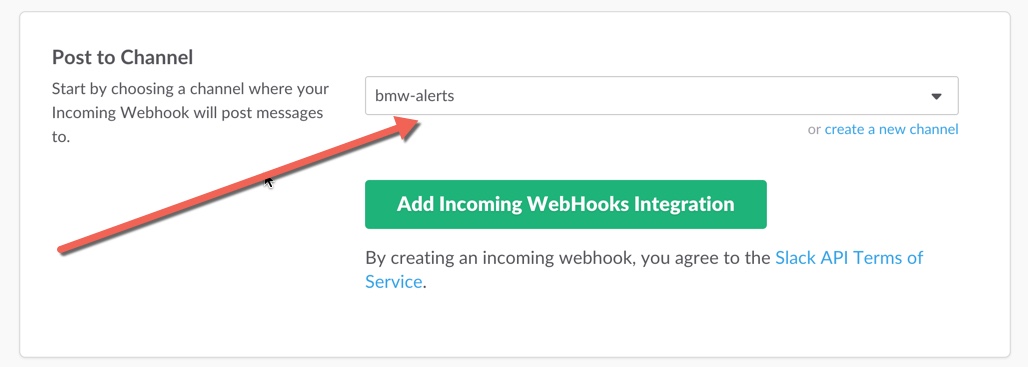 Post to Channel
Start by choosing a channel where your
Incoming Webhook will post messages
to.
bmw-alerts
or create a new channel
Add Incoming WebHooks Integration
By creating an incoming webhook, you agree to the Slack API Terms of
Service.